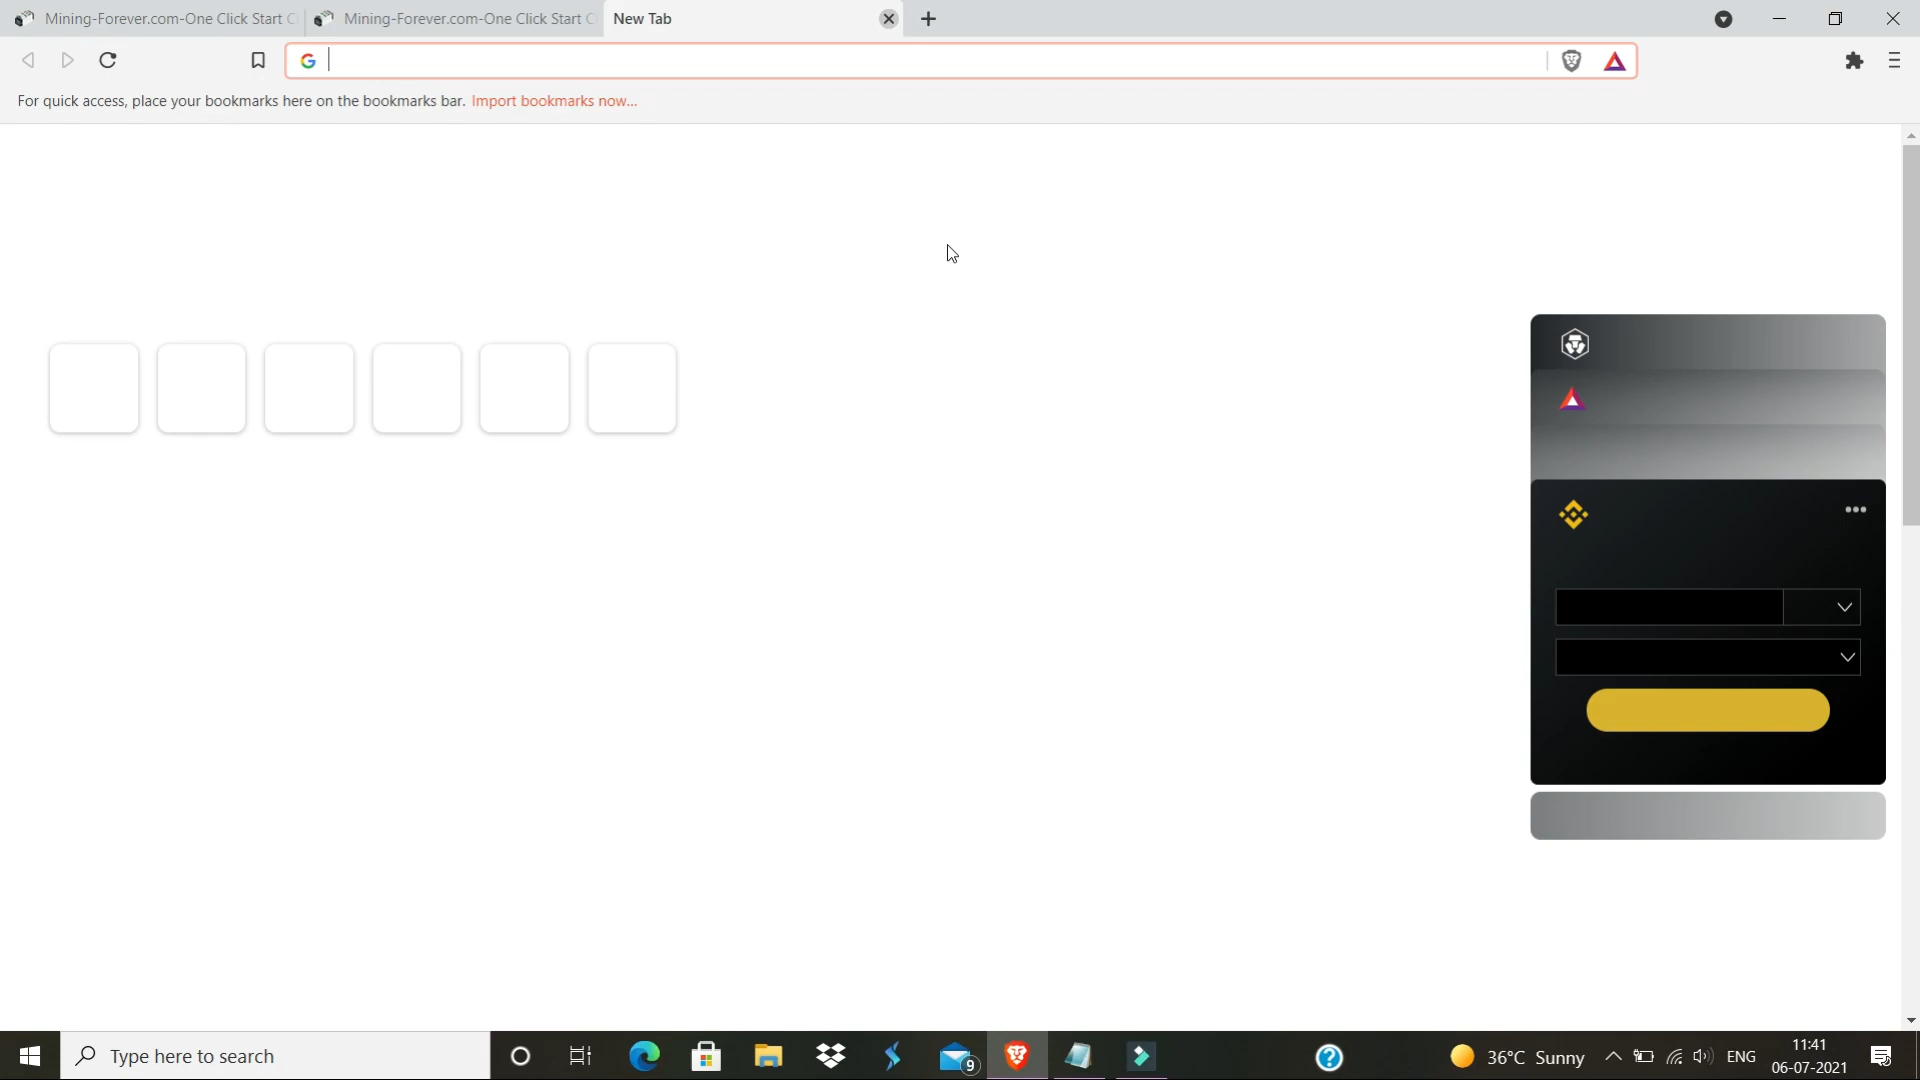 Mining-Forever.com-One Click Start C
Mining-Forever.com-One Click Start C
New Tab
For quick access, place your bookmarks here on the bookmarks bar. Import bookmarks now...
Type here to search
9
36°C Sunny
ENG
11:41
06-07-2021